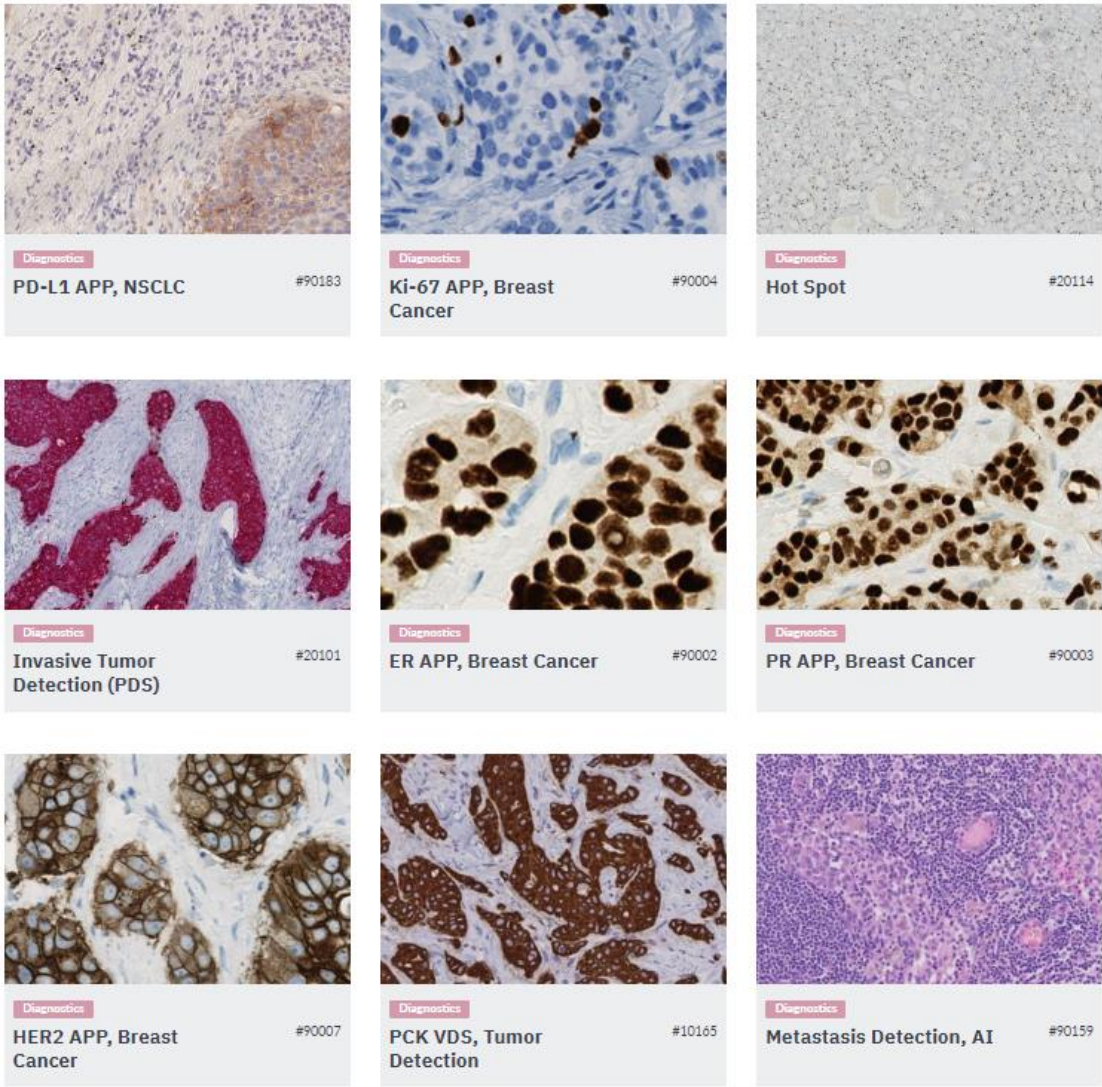 Diagnostics
PD-L1 APP, NSCLC #90183
Diagnostics
Ki-67 APP, Breast #90004
Cancer
Diagnostics
Hot Spot #20114
Diagnostics
Invasive Tumor #20101
Detection (PDS)
Diagnostics
ER APP, Breast Cancer #90002
Diagnostics
PR APP, Breast Cancer #90003
Diagnostics
HER2 APP, Breast #90007
Cancer
Diagnostics
PCK VDS, Tumor #10165
Detection
Diagnostics
Metastasis Detection, AI #90159